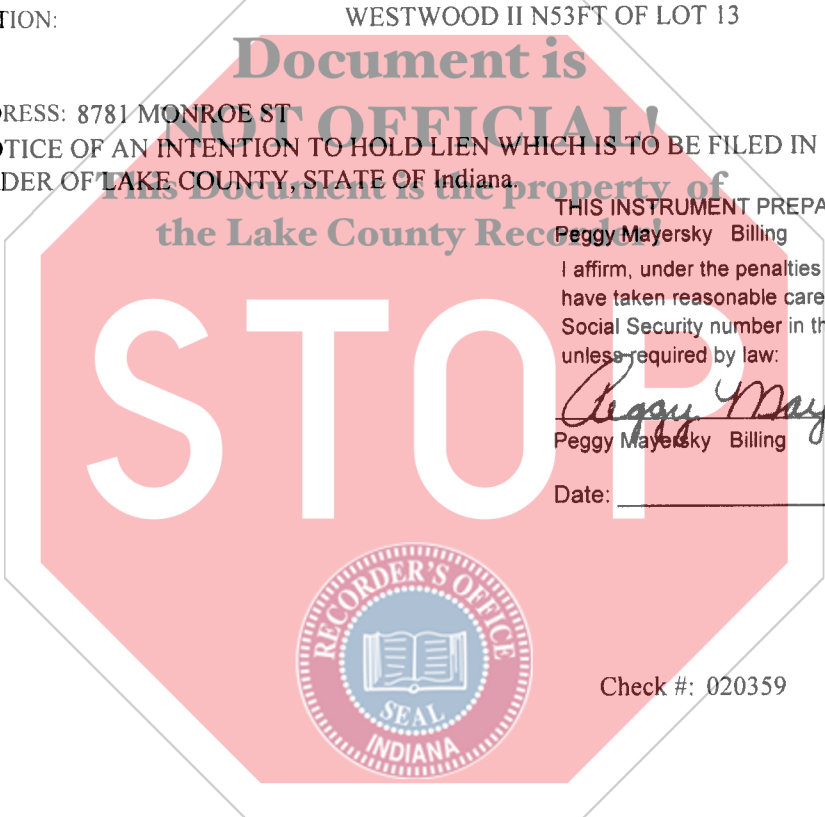 TION: WESTWOOD II N53FT OF LOT 13
Document is
RESS: 8781 MONROE ST
NOT OFFICIAL!
TICE OF AN INTENTION TO HOLD LIEN WHICH IS TO BE FILED IN
DER OF LAKE COUNTY, STATE OF Indiana.
This Document is the property of
the Lake County Recorder!
THIS INSTRUMENT PREPA
Peggy Mayersky Billing
I affirm, under the penalties
have taken reasonable care
Social Security number in th
unless required by law:
Peggy May
Peggy Mayersky Billing
Date:
STOP
RECORDER'S OFFICE
SEAL
INDIANA
Check #: 020359